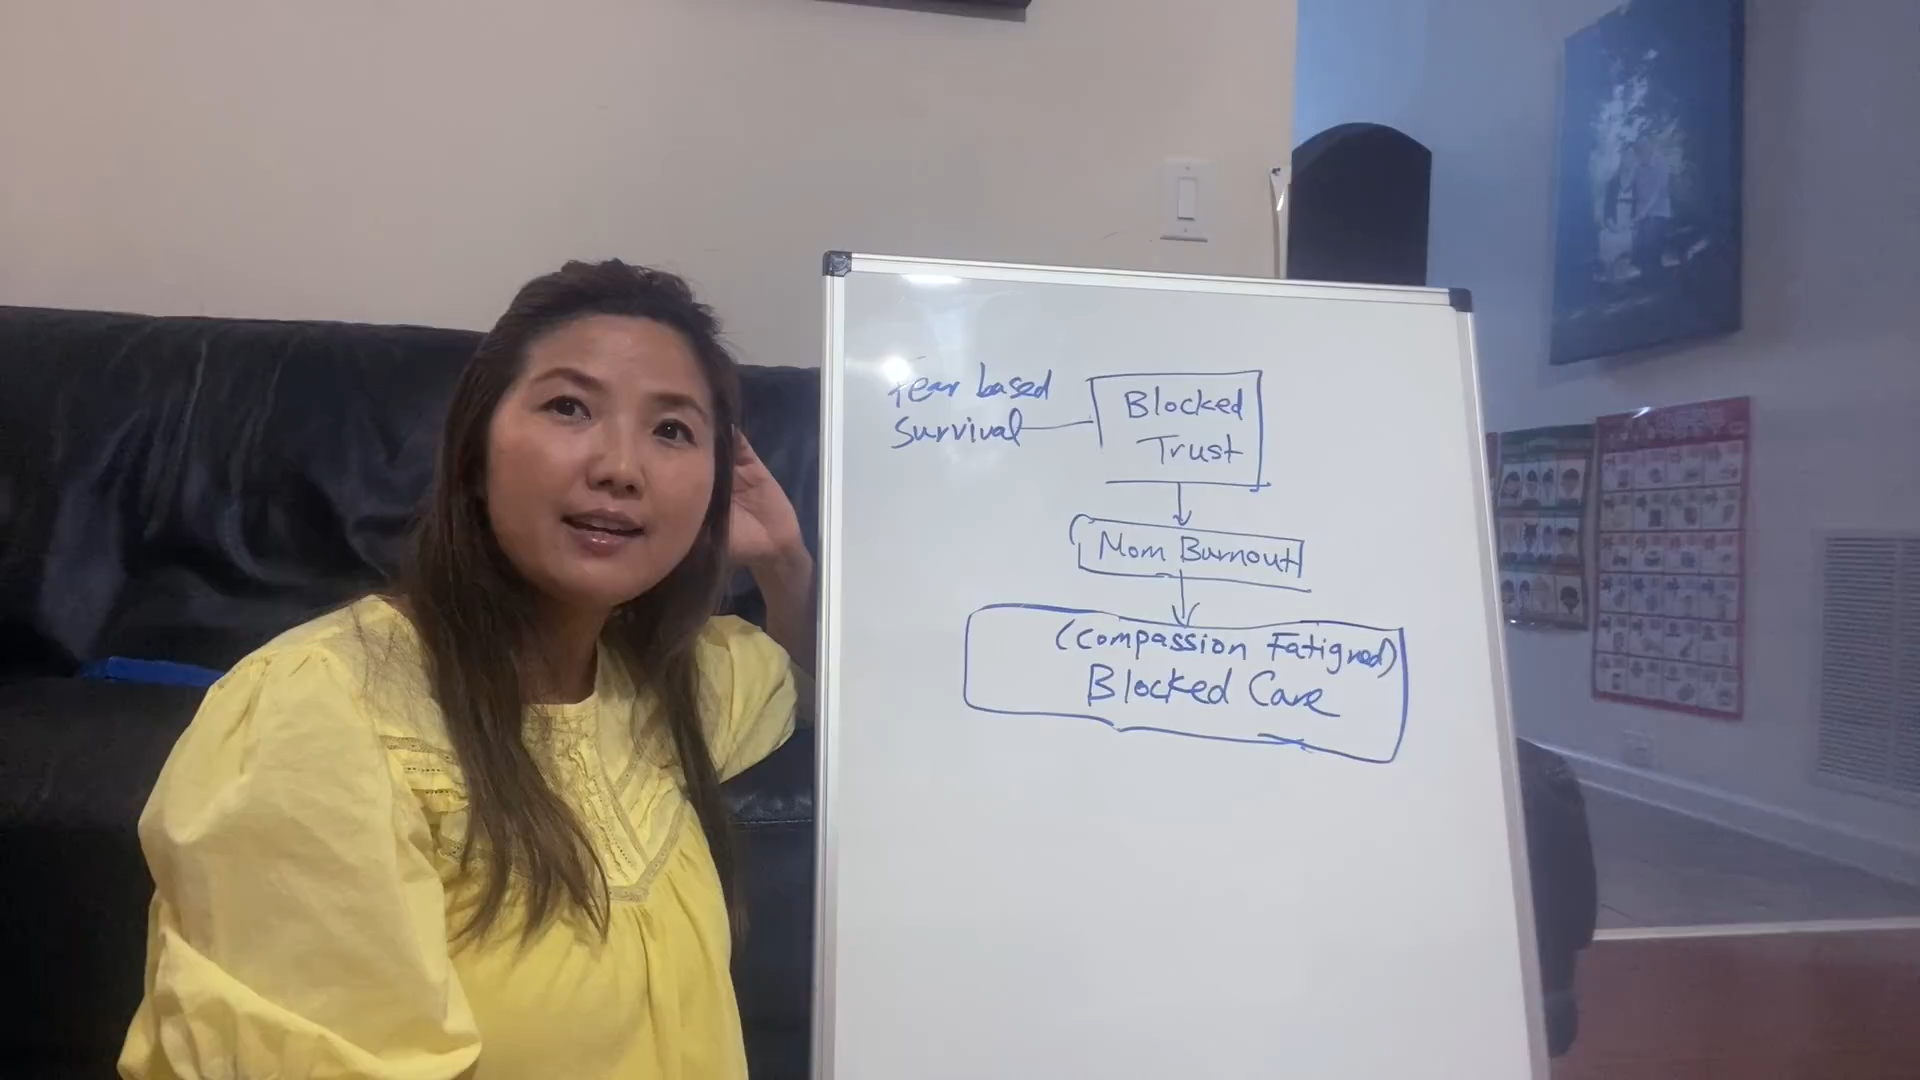 Fear based
Survival
Blocked
Trust
Mom Burnout
(Compassion Fatigued)
Blocked Care